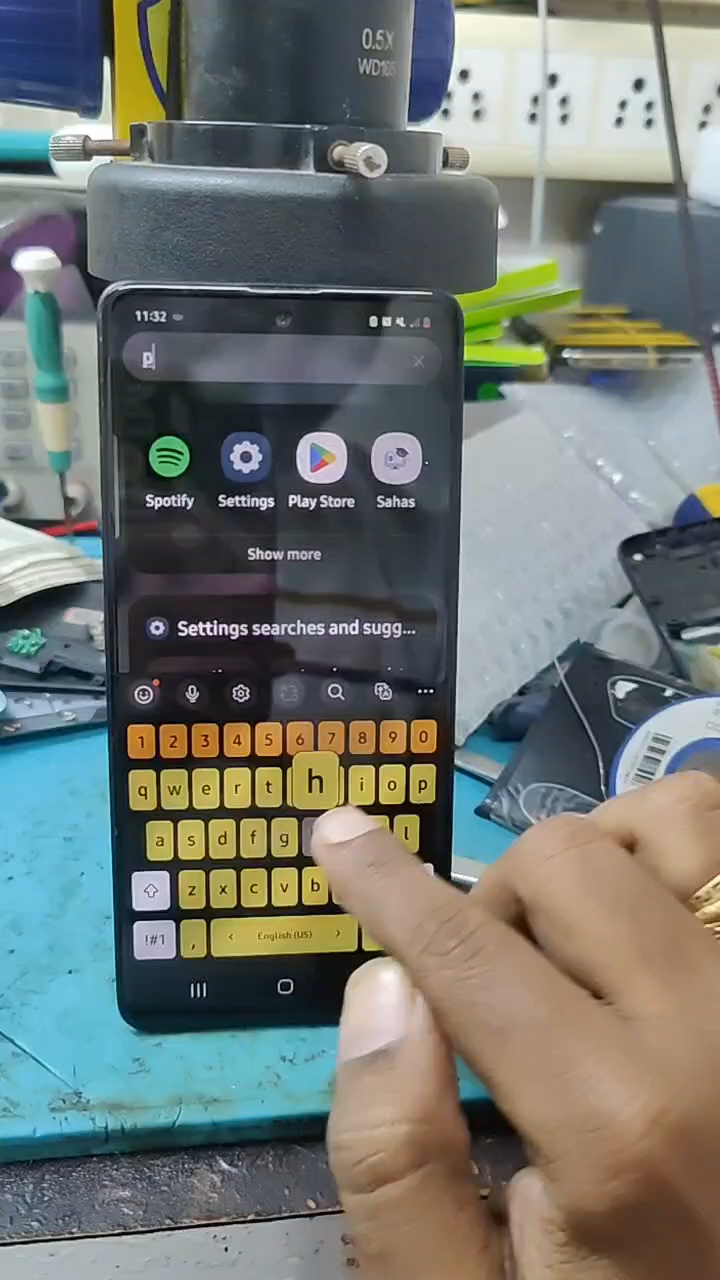 0.5X
WD165
11:32
p
Spotify Settings Play Store Sahas
Show more
Settings searches and sugg...
1 2 3 4 5 6 7 8 9 0
q w e r t h i o p
a s d f g l
z x c v b
!#1 , < English (US) >